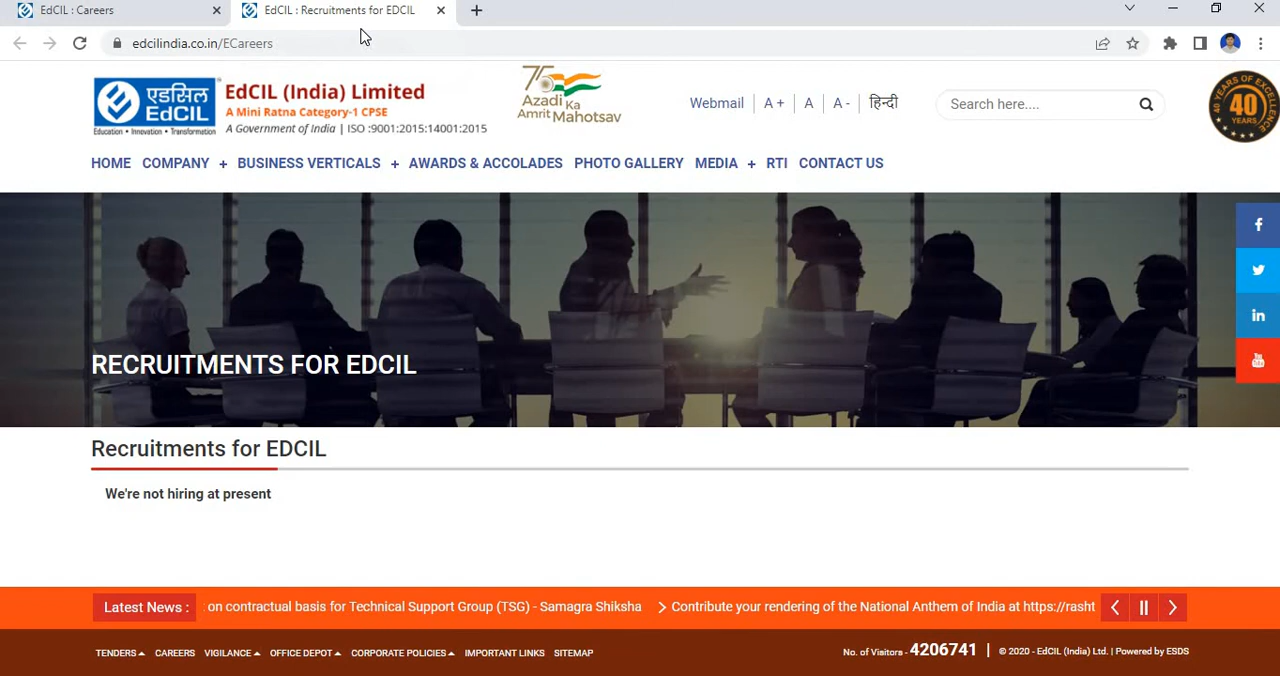 EdCIL : Careers
EdCIL : Recruitments for EDCIL
edcilindia.co.in/ECareers
एडसिल
EdCIL
Education • Innovation • Transformation
EdCIL (India) Limited
A Mini Ratna Category-1 CPSE
A Government of India | ISO :9001:2015:14001:2015
75
Azadi Ka
Amrit Mahotsav
Webmail | A + | A | A - | हिन्दी
Search here....
YEARS OF EXCELLENCE
40
YEARS
HOME COMPANY + BUSINESS VERTICALS + AWARDS & ACCOLADES PHOTO GALLERY MEDIA + RTI CONTACT US
RECRUITMENTS FOR EDCIL
Recruitments for EDCIL
We're not hiring at present
Latest News : on contractual basis for Technical Support Group (TSG) - Samagra Shiksha Contribute your rendering of the National Anthem of India at https://rasht
TENDERS CAREERS VIGILANCE OFFICE DEPOT CORPORATE POLICIES IMPORTANT LINKS SITEMAP
No. of Visitors - 4206741 | © 2020 - EdCIL (India) Ltd. | Powered by ESDS